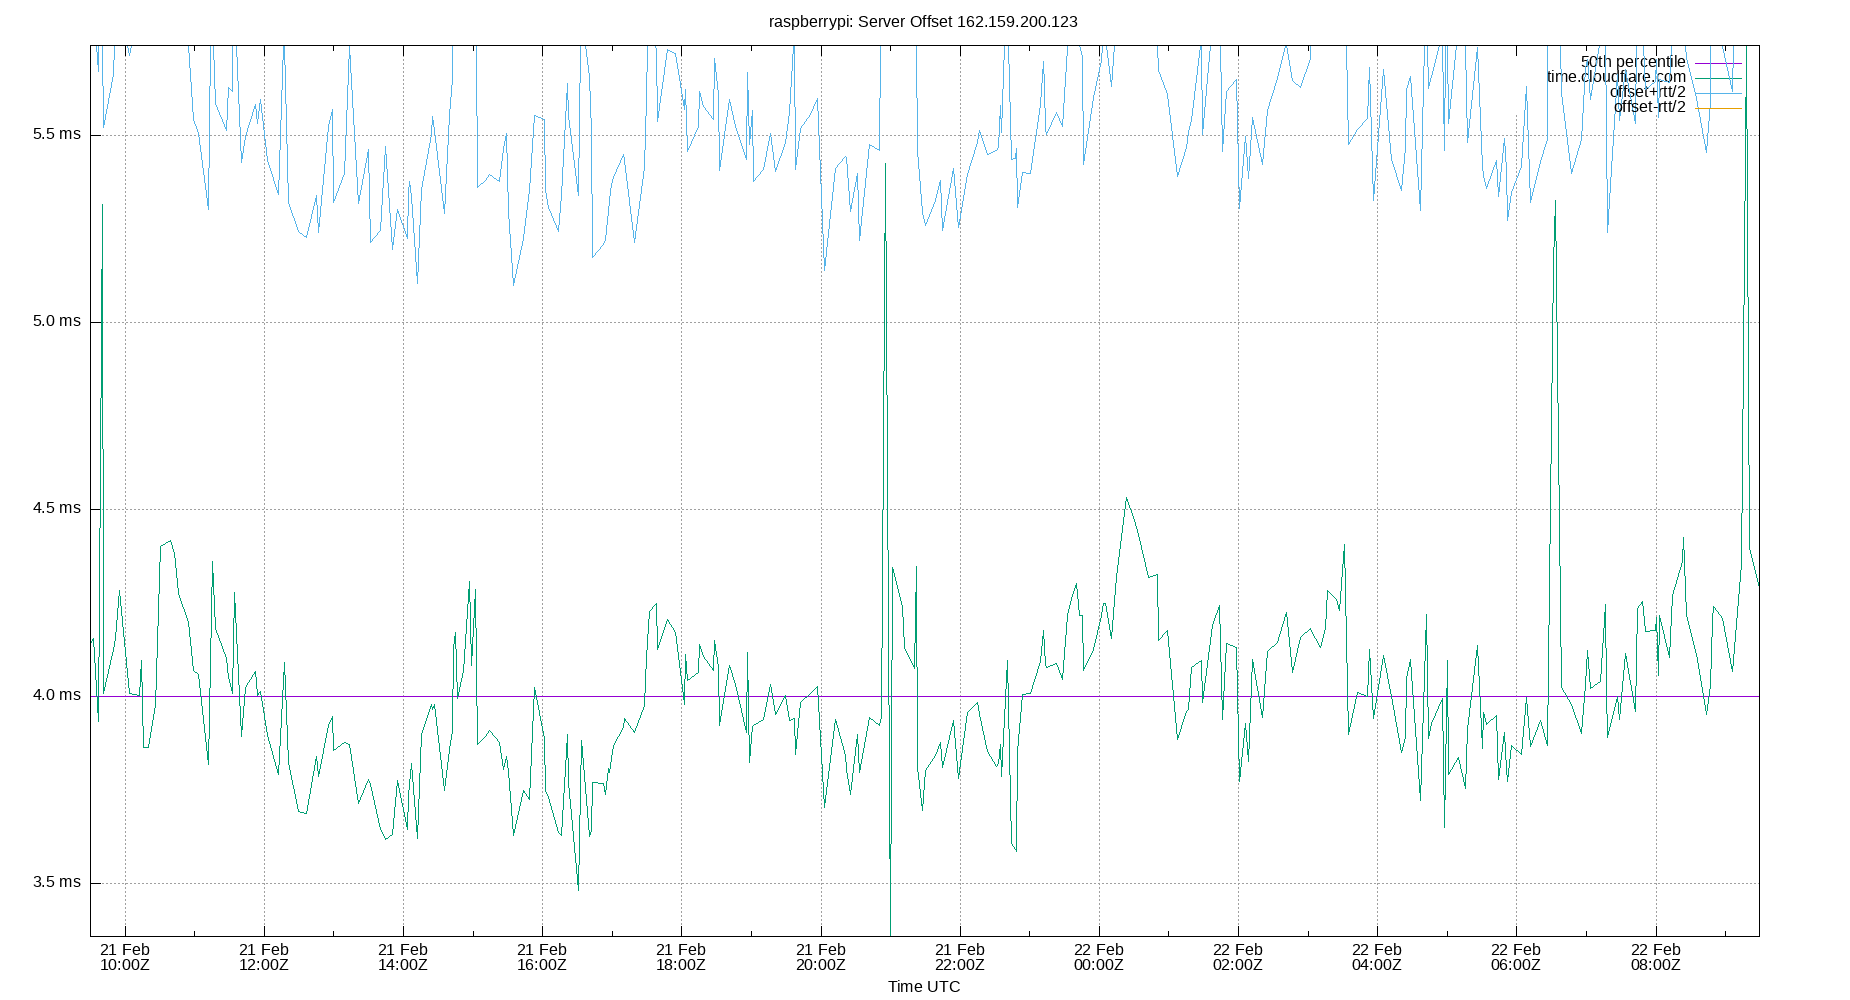 raspberrypi: Server Offset 162.159.200.123
50th percentile
time.cloudflare.com
offset+rtt/2
offset-rtt/2
5.5 ms
5.0 ms
4.5 ms
4.0 ms
3.5 ms
21 Feb 21 Feb 21 Feb 21 Feb 21 Feb 21 Feb 21 Feb 22 Feb 22 Feb 22 Feb 22 Feb 22 Feb
10:00Z 12:00Z 14:00Z 16:00Z 18:00Z 20:00Z 22:00Z 00:00Z 02:00Z 04:00Z 06:00Z 08:00Z
Time UTC